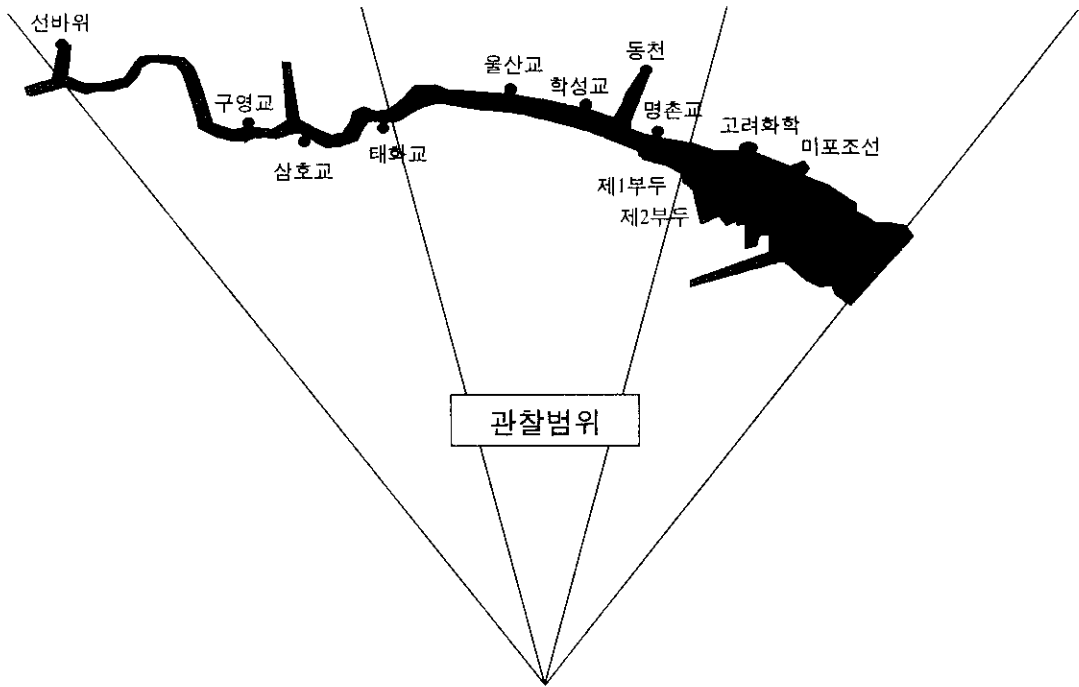 선바위
동천
울산교
학성교
구영교
명촌교
고려화학
미포조선
태화교
삼호교
제1부두
제2부두
관찰범위